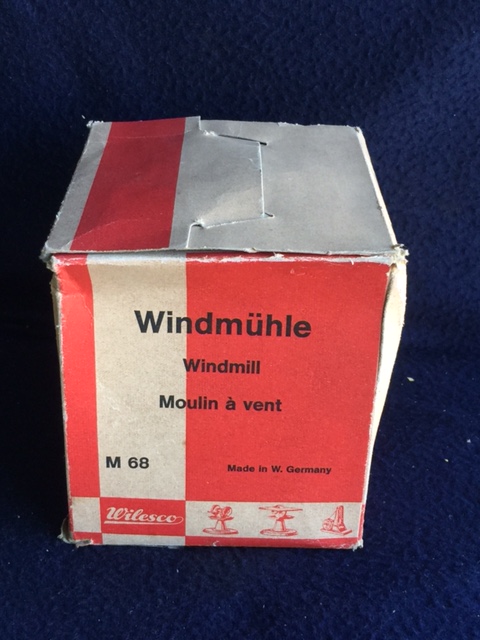 Windmühle
Windmill
Moulin à vent
M 68
Made in W. Germany
Wilesco